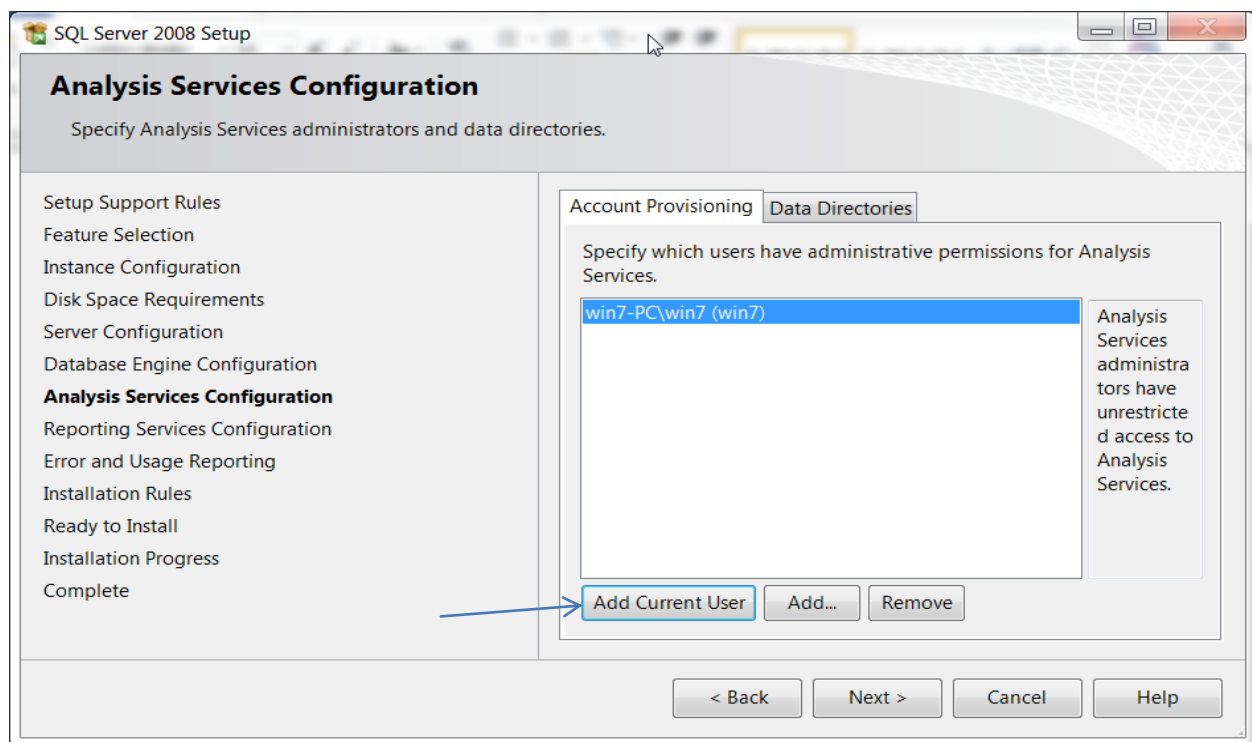 SQL Server 2008 Setup
Analysis Services Configuration
Specify Analysis Services administrators and data directories.
Setup Support Rules
Feature Selection
Instance Configuration
Disk Space Requirements
Server Configuration
Database Engine Configuration
Analysis Services Configuration
Reporting Services Configuration
Error and Usage Reporting
Installation Rules
Ready to Install
Installation Progress
Complete
Account Provisioning
Data Directories
Specify which users have administrative permissions for Analysis
Services.
win7-PC\win7 (win7)
Analysis
Services
administra
tors have
unrestricte
d access to
Analysis
Services.
Add Current User
Add...
Remove
< Back
Next >
Cancel
Help